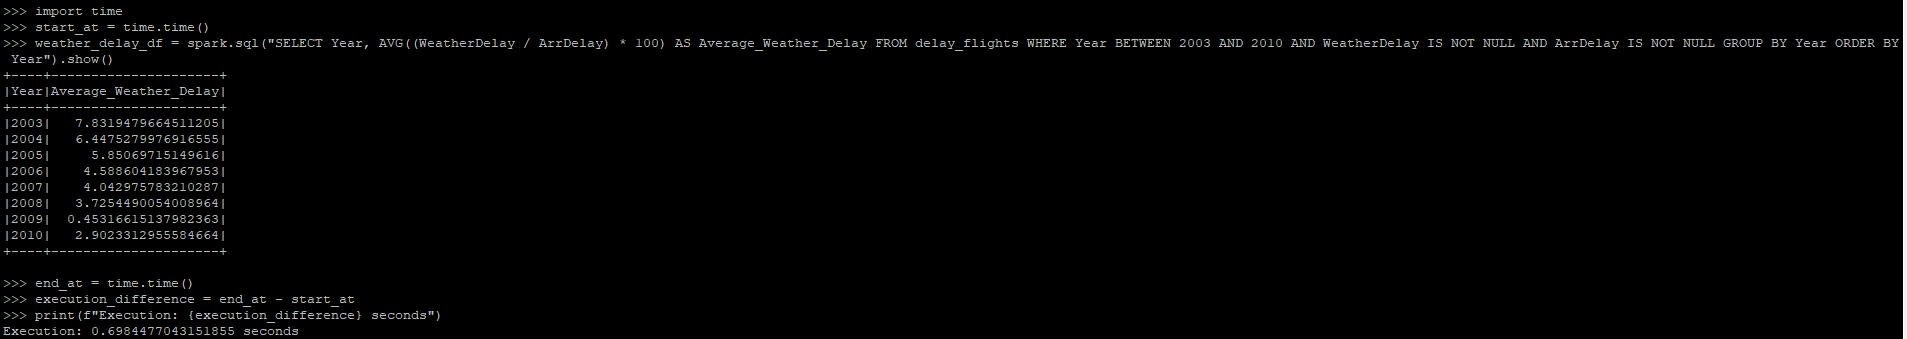 >>> import time
>>> start_at = time.time()
>>> weather_delay_df = spark.sql("SELECT Year, AVG((WeatherDelay / ArrDelay) * 100) AS Average_Weather_Delay FROM delay_flights WHERE Year BETWEEN 2003 AND 2010 AND WeatherDelay IS NOT NULL AND ArrDelay IS NOT NULL GROUP BY Year ORDER BY
 Year").show()
+----+---------------------+
|Year|Average_Weather_Delay|
+----+---------------------+
|2003|   7.8319479664511205|
|2004|   6.4475279976916555|
|2005|     5.85069715149616|
|2006|    4.588604183967953|
|2007|    4.042975783210287|
|2008|   3.7254490054008964|
|2009|  0.45316615137982363|
|2010|   2.9023312955584664|
+----+---------------------+
>>> end_at = time.time()
>>> execution_difference = end_at - start_at
>>> print(f"Execution: {execution_difference} seconds")
Execution: 0.6984477043151855 seconds